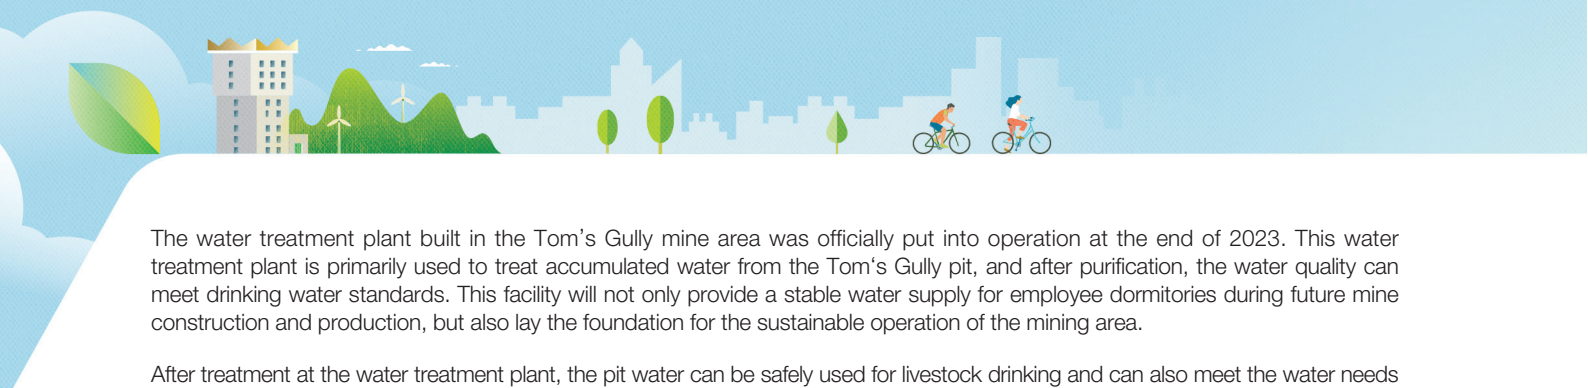 The water treatment plant built in the Tom’s Gully mine area was officially put into operation at the end of 2023. This water
treatment plant is primarily used to treat accumulated water from the Tom‘s Gully pit, and after purification, the water quality can
meet drinking water standards. This facility will not only provide a stable water supply for employee dormitories during future mine
construction and production, but also lay the foundation for the sustainable operation of the mining area.
After treatment at the water treatment plant, the pit water can be safely used for livestock drinking and can also meet the water needs